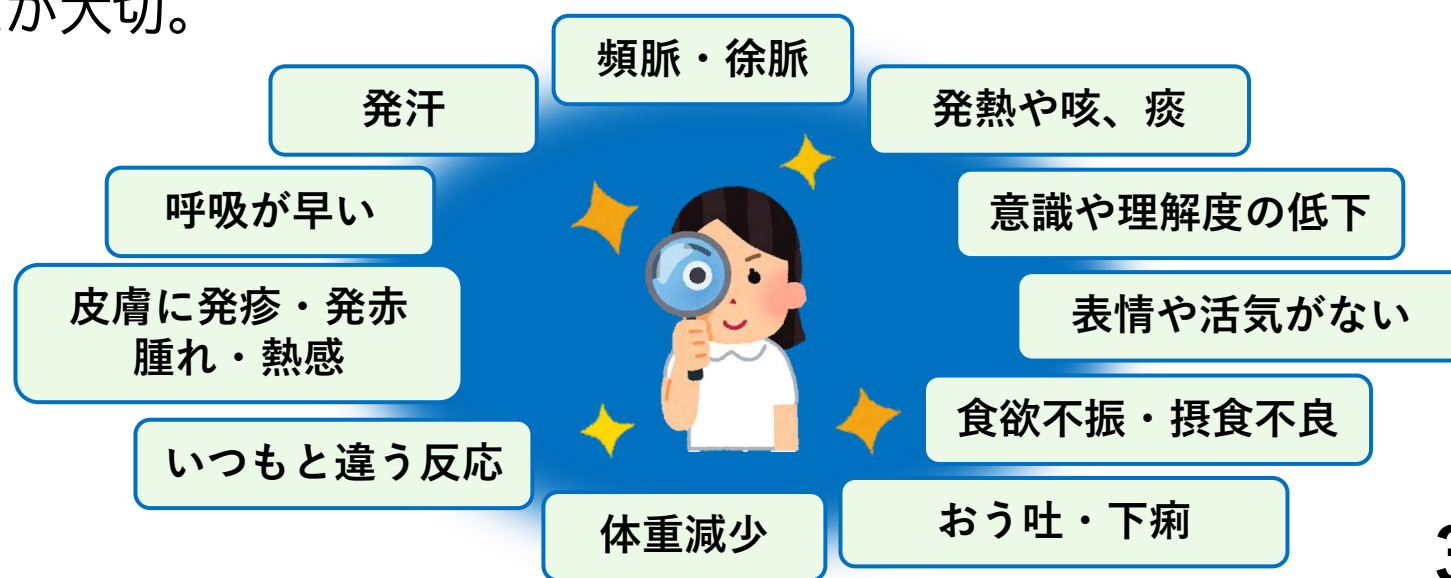 が大切。
頻脈・徐脈
発汗
発熱や咳、痰
呼吸が早い
意識や理解度の低下
皮膚に発疹・発赤
腫れ・熱感
表情や活気がない
いつもと違う反応
食欲不振・摂食不良
体重減少
おう吐・下痢